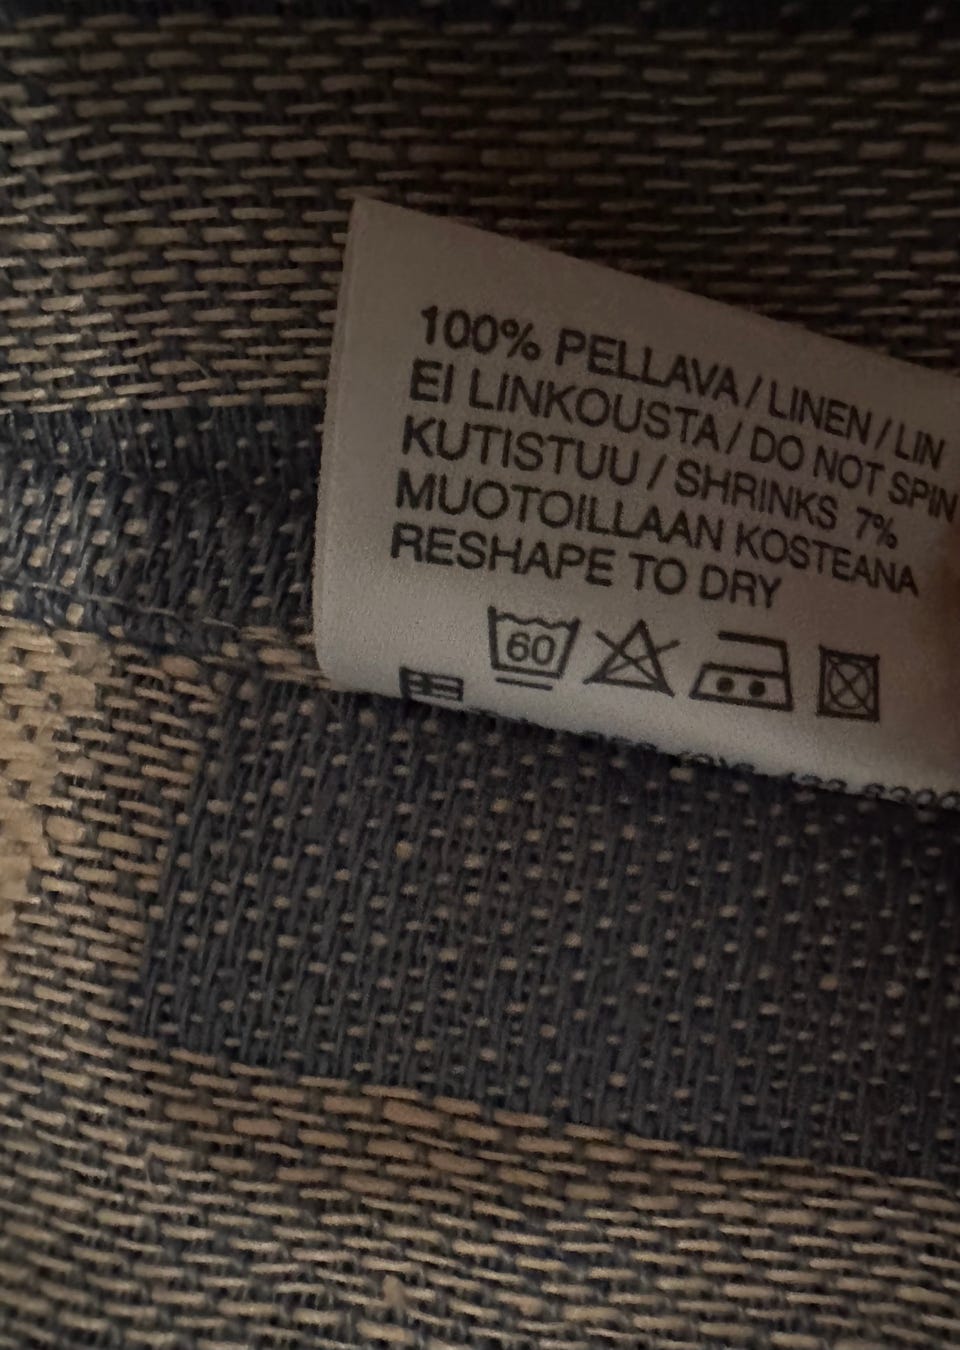 100% PELLAVA / LINEN / LIN
EI LINKOUSTA / DO NOT SPIN
KUTISTUU / SHRINKS 7%
MUOTOILLAAN KOSTEANA
RESHAPE TO DRY
60